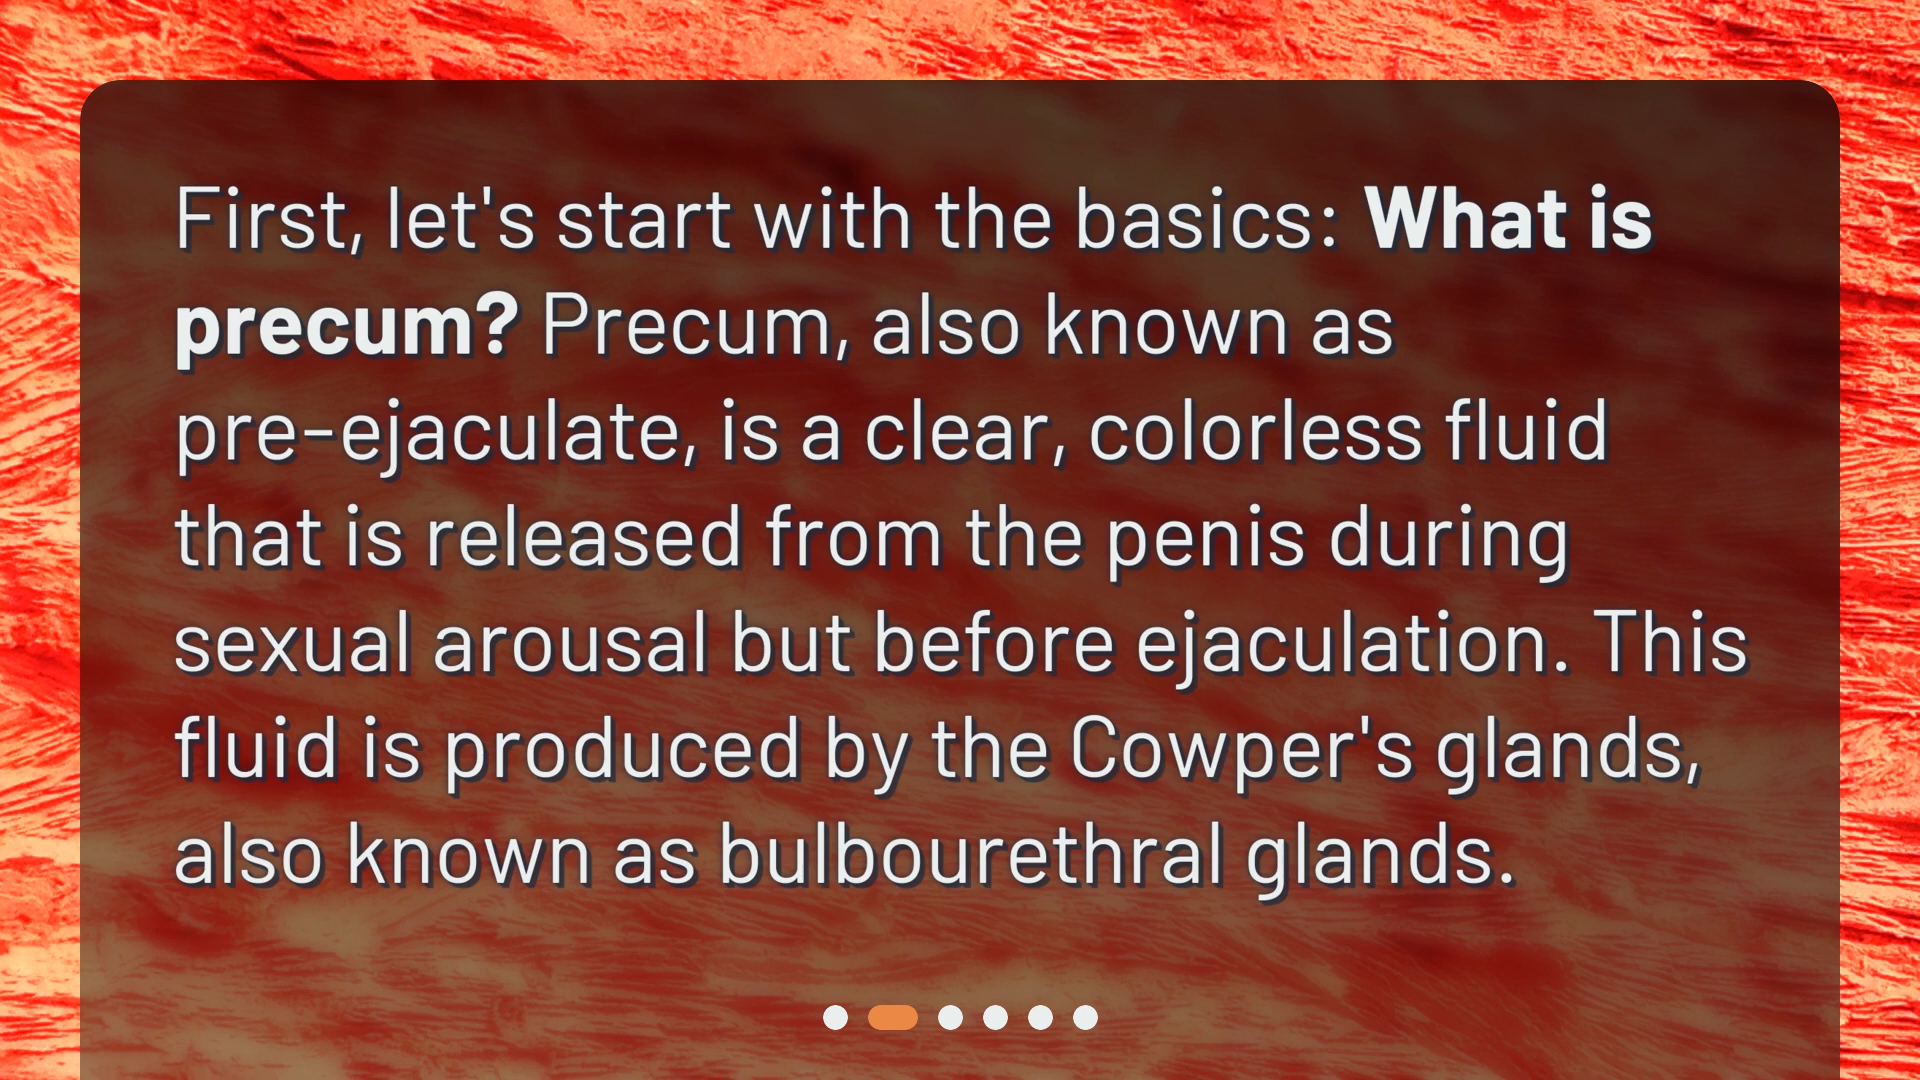 First, let's start with the basics: What is
precum? Precum, also known as
pre-ejaculate, is a clear, colorless fluid
that is released from the penis during
sexual arousal but before ejaculation. This
fluid is produced by the Cowper's glands,
also known as bulbourethral glands.